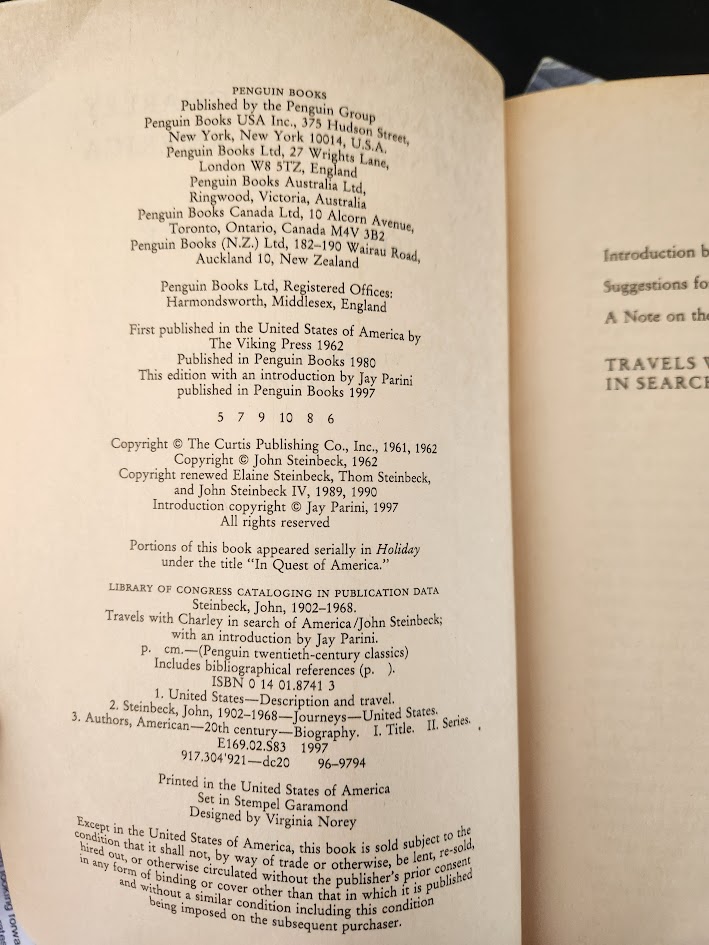 PENGUIN BOOKS
Published by the Penguin Group
Penguin Books USA Inc., 375 Hudson Street,
New York, New York 10014, U.S.A.
Penguin Books Ltd, 27 Wrights Lane,
London W8 5TZ, England
Penguin Books Australia Ltd,
Ringwood, Victoria, Australia
Penguin Books Canada Ltd, 10 Alcorn Avenue,
Toronto, Ontario, Canada M4V 3B2
Penguin Books (N.Z.) Ltd, 182–190 Wairau Road,
Auckland 10, New Zealand
Penguin Books Ltd, Registered Offices:
Harmondsworth, Middlesex, England
First published in the United States of America by
The Viking Press 1962
Published in Penguin Books 1980
This edition with an introduction by Jay Parini
published in Penguin Books 1997
5 7 9 10 8 6
Copyright © The Curtis Publishing Co., Inc., 1961, 1962
Copyright © John Steinbeck, 1962
Copyright renewed Elaine Steinbeck, Thom Steinbeck,
and John Steinbeck IV, 1989, 1990
Introduction copyright © Jay Parini, 1997
All rights reserved
Portions of this book appeared serially in Holiday
under the title "In Quest of America."
LIBRARY OF CONGRESS CATALOGING IN PUBLICATION DATA
Steinbeck, John, 1902–1968.
Travels with Charley in search of America/John Steinbeck;
with an introduction by Jay Parini.
p. cm.—(Penguin twentieth-century classics)
Includes bibliographical references (p. ).
ISBN 0 14 01.8741 3
1. United States—Description and travel.
2. Steinbeck, John, 1902–1968—Journeys—United States.
3. Authors, American—20th century—Biography. I. Title. II. Series.
E169.02.S83 1997
917.304'921—dc20 96–9794
Printed in the United States of America
Set in Stempel Garamond
Designed by Virginia Norey
Except in the United States of America, this book is sold subject to the
condition that it shall not, by way of trade or otherwise, be lent, re-sold,
hired out, or otherwise circulated without the publisher's prior consent
in any form of binding or cover other than that in which it is published
and without a similar condition including this condition
being imposed on the subsequent purchaser.
Introduction b
Suggestions fo
A Note on the
TRAVELS
IN SEARCH